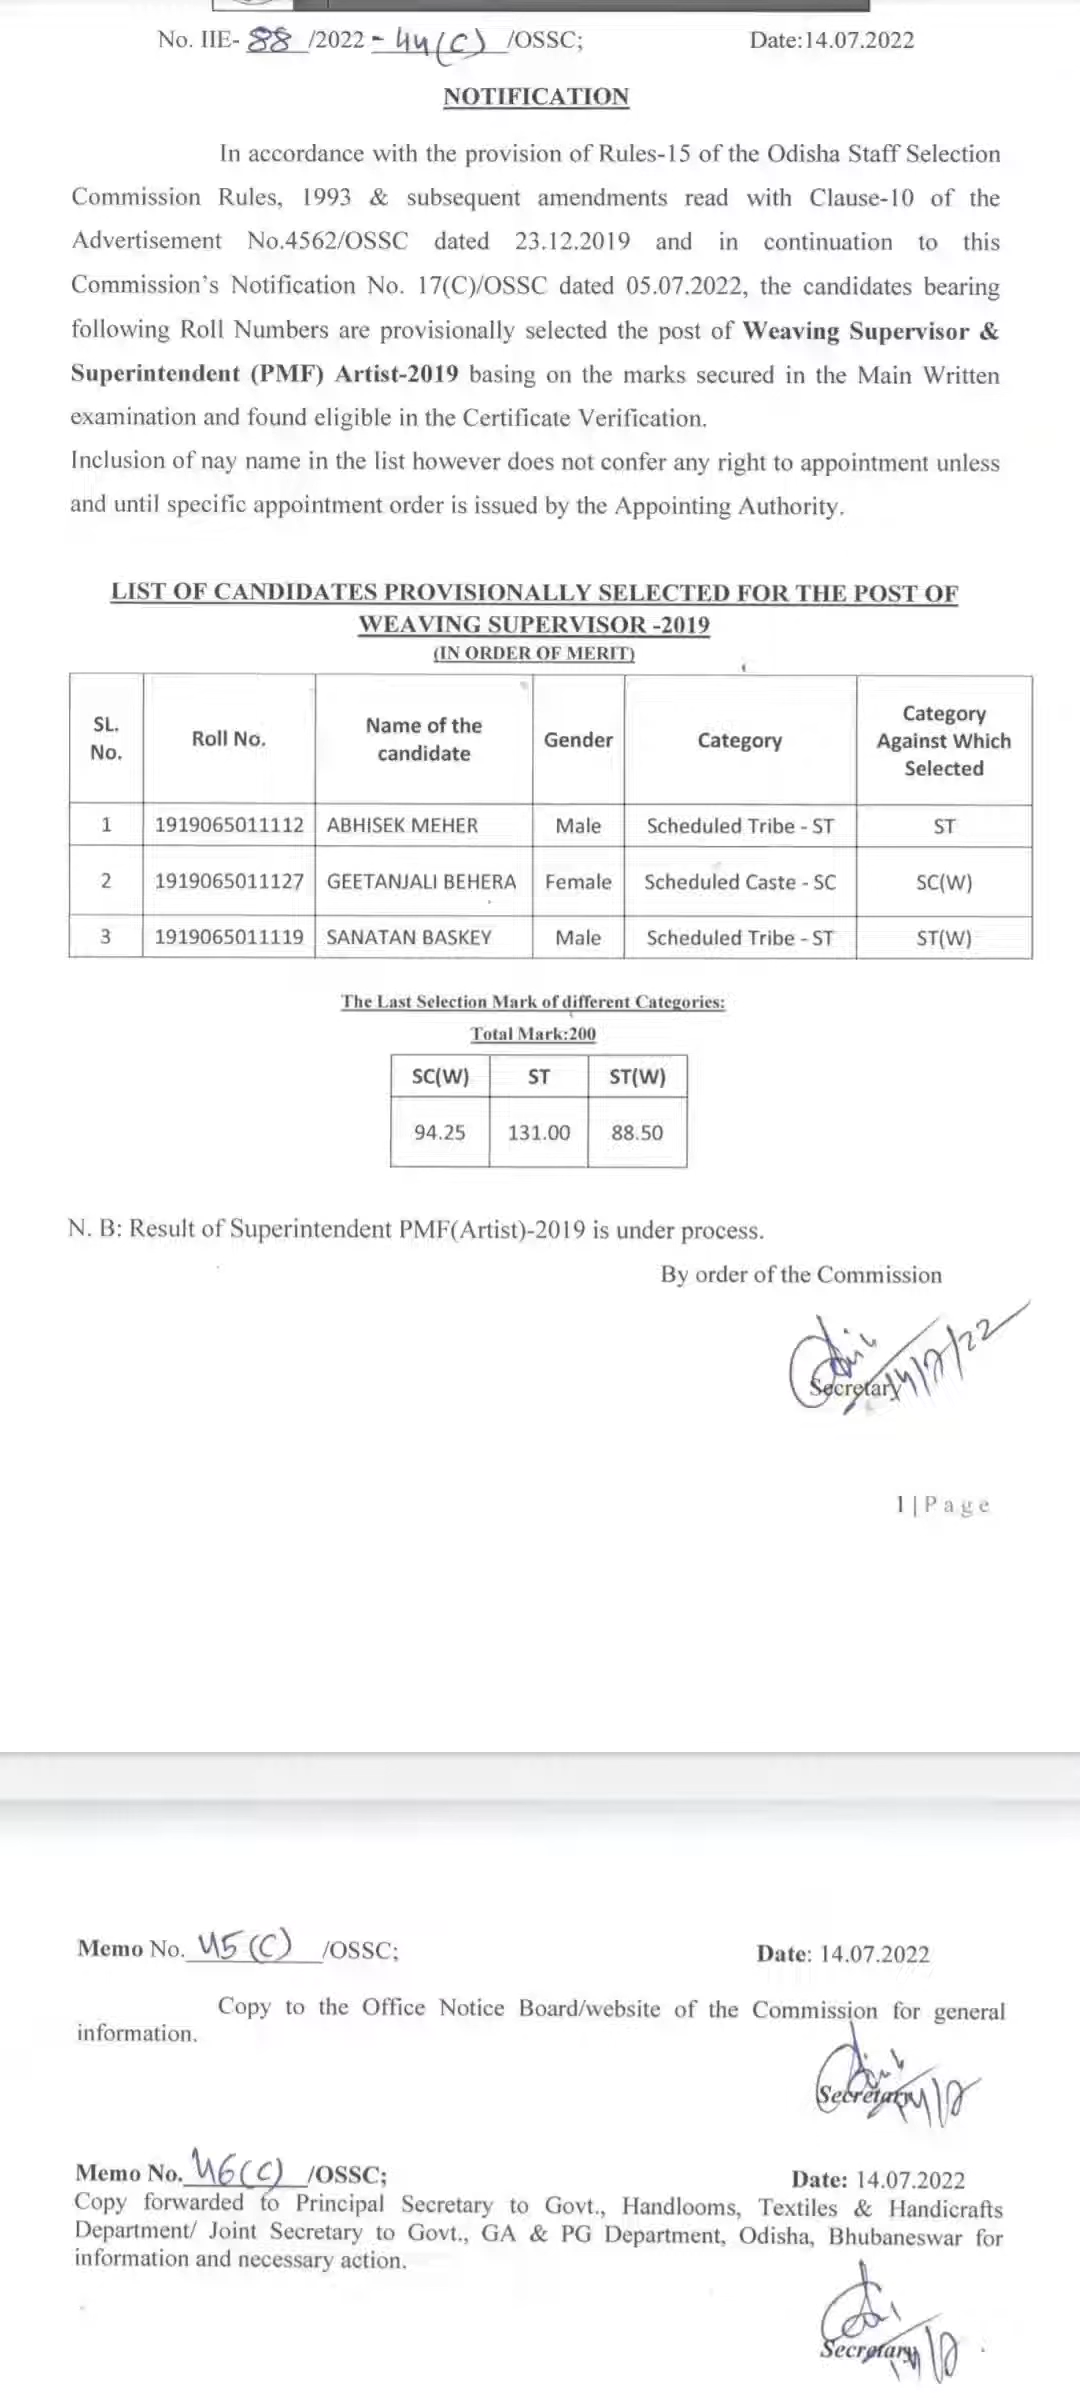 No. IIE- 88 /2022 - 44(C) /OSSC; Date:14.07.2022
NOTIFICATION
In accordance with the provision of Rules-15 of the Odisha Staff Selection
Commission Rules, 1993 & subsequent amendments read with Clause-10 of the
Advertisement No.4562/OSSC dated 23.12.2019 and in continuation to this
Commission's Notification No. 17(C)/OSSC dated 05.07.2022, the candidates bearing
following Roll Numbers are provisionally selected the post of Weaving Supervisor &
Superintendent (PMF) Artist-2019 basing on the marks secured in the Main Written
examination and found eligible in the Certificate Verification.
Inclusion of nay name in the list however does not confer any right to appointment unless
and until specific appointment order is issued by the Appointing Authority.
LIST OF CANDIDATES PROVISIONALLY SELECTED FOR THE POST OF
WEAVING SUPERVISOR -2019
(IN ORDER OF MERIT)
SL. No. Roll No. Name of the candidate Gender Category Category Against Which Selected
1 1919065011112 ABHISEK MEHER Male Scheduled Tribe - ST ST
2 1919065011127 GEETANJALI BEHERA Female Scheduled Caste - SC SC(W)
3 1919065011119 SANATAN BASKEY Male Scheduled Tribe - ST ST(W)
The Last Selection Mark of different Categories:
Total Mark:200
SC(W) ST ST(W)
94.25 131.00 88.50
N. B: Result of Superintendent PMF(Artist)-2019 is under process.
By order of the Commission
14/7/22
Secretary
1 | Page
Memo No. 45(C) /OSSC; Date: 14.07.2022
Copy to the Office Notice Board/website of the Commission for general
information.
Secretary 14/7
Memo No. 46(C) /OSSC; Date: 14.07.2022
Copy forwarded to Principal Secretary to Govt., Handlooms, Textiles & Handicrafts
Department/ Joint Secretary to Govt., GA & PG Department, Odisha, Bhubaneswar for
information and necessary action.
Secretary 14/7